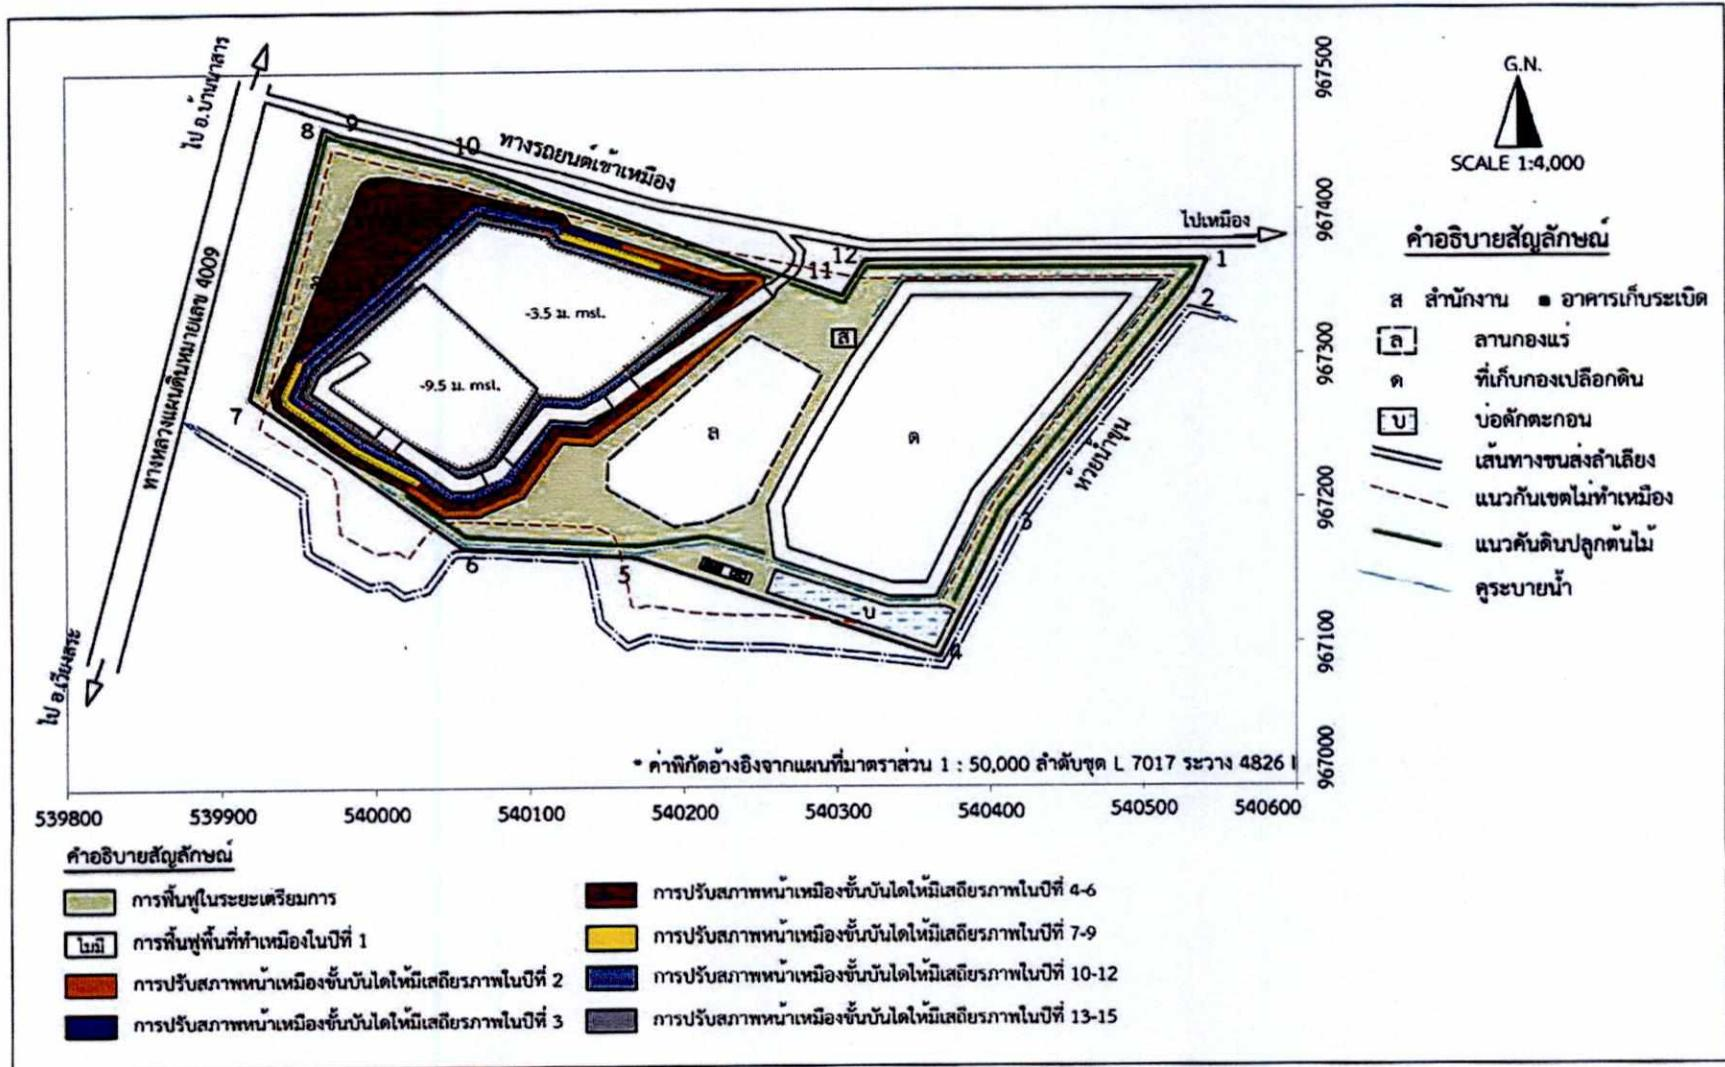 ไป อ.บ้านนาสาร
ทางหลวงแผ่นดินหมายเลข 4009
ไป อ.เวียงสระ
ทางรถยนต์เข้าเหมือง
ไปเหมือง
8
9
10
11
12
1
2
3
4
5
6
7
-3.5 ม. msl.
-9.5 ม. msl.
ส
ล
ด
บ
ห้วยน้ำขุน
967500
967400
967300
967200
967100
967000
* ค่าพิกัดอ้างอิงจากแผนที่มาตราส่วน 1 : 50,000 ลำดับชุด L 7017 ระวาง 4826 I
539800 539900 540000 540100 540200 540300 540400 540500 540600
G.N.
SCALE 1:4,000
คำอธิบายสัญลักษณ์
ส สำนักงาน ■ อาคารเก็บระเบิด
ล ลานกองแร่
ด ที่เก็บกองเปลือกดิน
บ บ่อดักตะกอน
เส้นทางขนส่งลำเลียง
แนวกันเขตไม่ทำเหมือง
แนวคันดินปลูกต้นไม้
คูระบายน้ำ
คำอธิบายสัญลักษณ์
การฟื้นฟูในระยะเตรียมการ
ไม่มี การฟื้นฟูพื้นที่ทำเหมืองในปีที่ 1
การปรับสภาพหน้าเหมืองขั้นบันไดให้มีเสถียรภาพในปีที่ 2
การปรับสภาพหน้าเหมืองขั้นบันไดให้มีเสถียรภาพในปีที่ 3
การปรับสภาพหน้าเหมืองขั้นบันไดให้มีเสถียรภาพในปีที่ 4-6
การปรับสภาพหน้าเหมืองขั้นบันไดให้มีเสถียรภาพในปีที่ 7-9
การปรับสภาพหน้าเหมืองขั้นบันไดให้มีเสถียรภาพในปีที่ 10-12
การปรับสภาพหน้าเหมืองขั้นบันไดให้มีเสถียรภาพในปีที่ 13-15